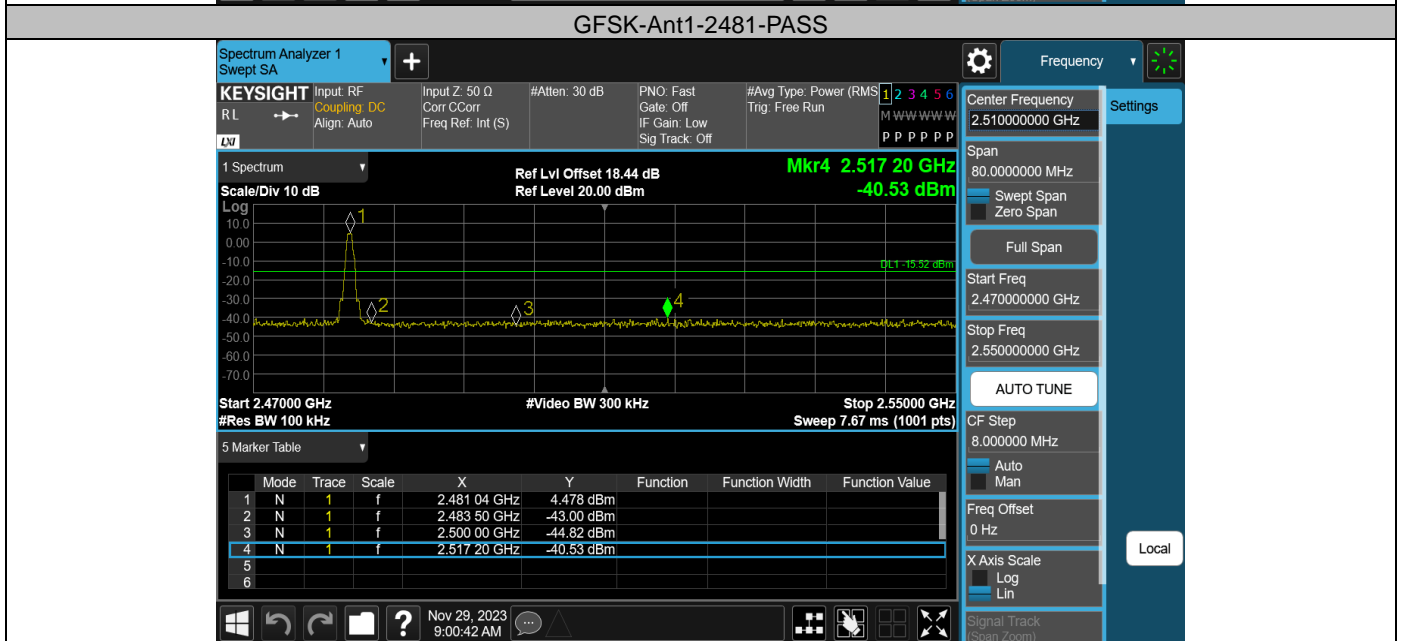 GFSK-Ant1-2481-PASS
Spectrum Analyzer 1
Swept SA
+
Frequency
KEYSIGHT
R L
LXI
Input: RF
Coupling: DC
Align: Auto
Input Z: 50 Ω
Corr CCorr
Freq Ref: Int (S)
#Atten: 30 dB
PNO: Fast
Gate: Off
IF Gain: Low
Sig Track: Off
#Avg Type: Power (RMS
Trig: Free Run
1 2 3 4 5 6
M W W W W W
P P P P P P
Center Frequency
2.510000000 GHz
Settings
Span
80.0000000 MHz
Swept Span
Zero Span
Full Span
Start Freq
2.470000000 GHz
Stop Freq
2.550000000 GHz
AUTO TUNE
CF Step
8.000000 MHz
Auto
Man
Freq Offset
0 Hz
X Axis Scale
Log
Lin
Signal Track
(Span Zoom)
Local
1 Spectrum
Scale/Div 10 dB
Ref Lvl Offset 18.44 dB
Ref Level 20.00 dBm
Mkr4 2.517 20 GHz
-40.53 dBm
Log
10.0
0.00
-10.0
-20.0
-30.0
-40.0
-50.0
-60.0
-70.0
1
2
3
4
DL1 -15.52 dBm
Start 2.47000 GHz
#Video BW 300 kHz
Stop 2.55000 GHz
#Res BW 100 kHz
Sweep 7.67 ms (1001 pts)
5 Marker Table
Mode Trace Scale X Y Function Function Width Function Value
1 N 1 f 2.481 04 GHz 4.478 dBm
2 N 1 f 2.483 50 GHz -43.00 dBm
3 N 1 f 2.500 00 GHz -44.82 dBm
4 N 1 f 2.517 20 GHz -40.53 dBm
5
6
?
Nov 29, 2023
9:00:42 AM